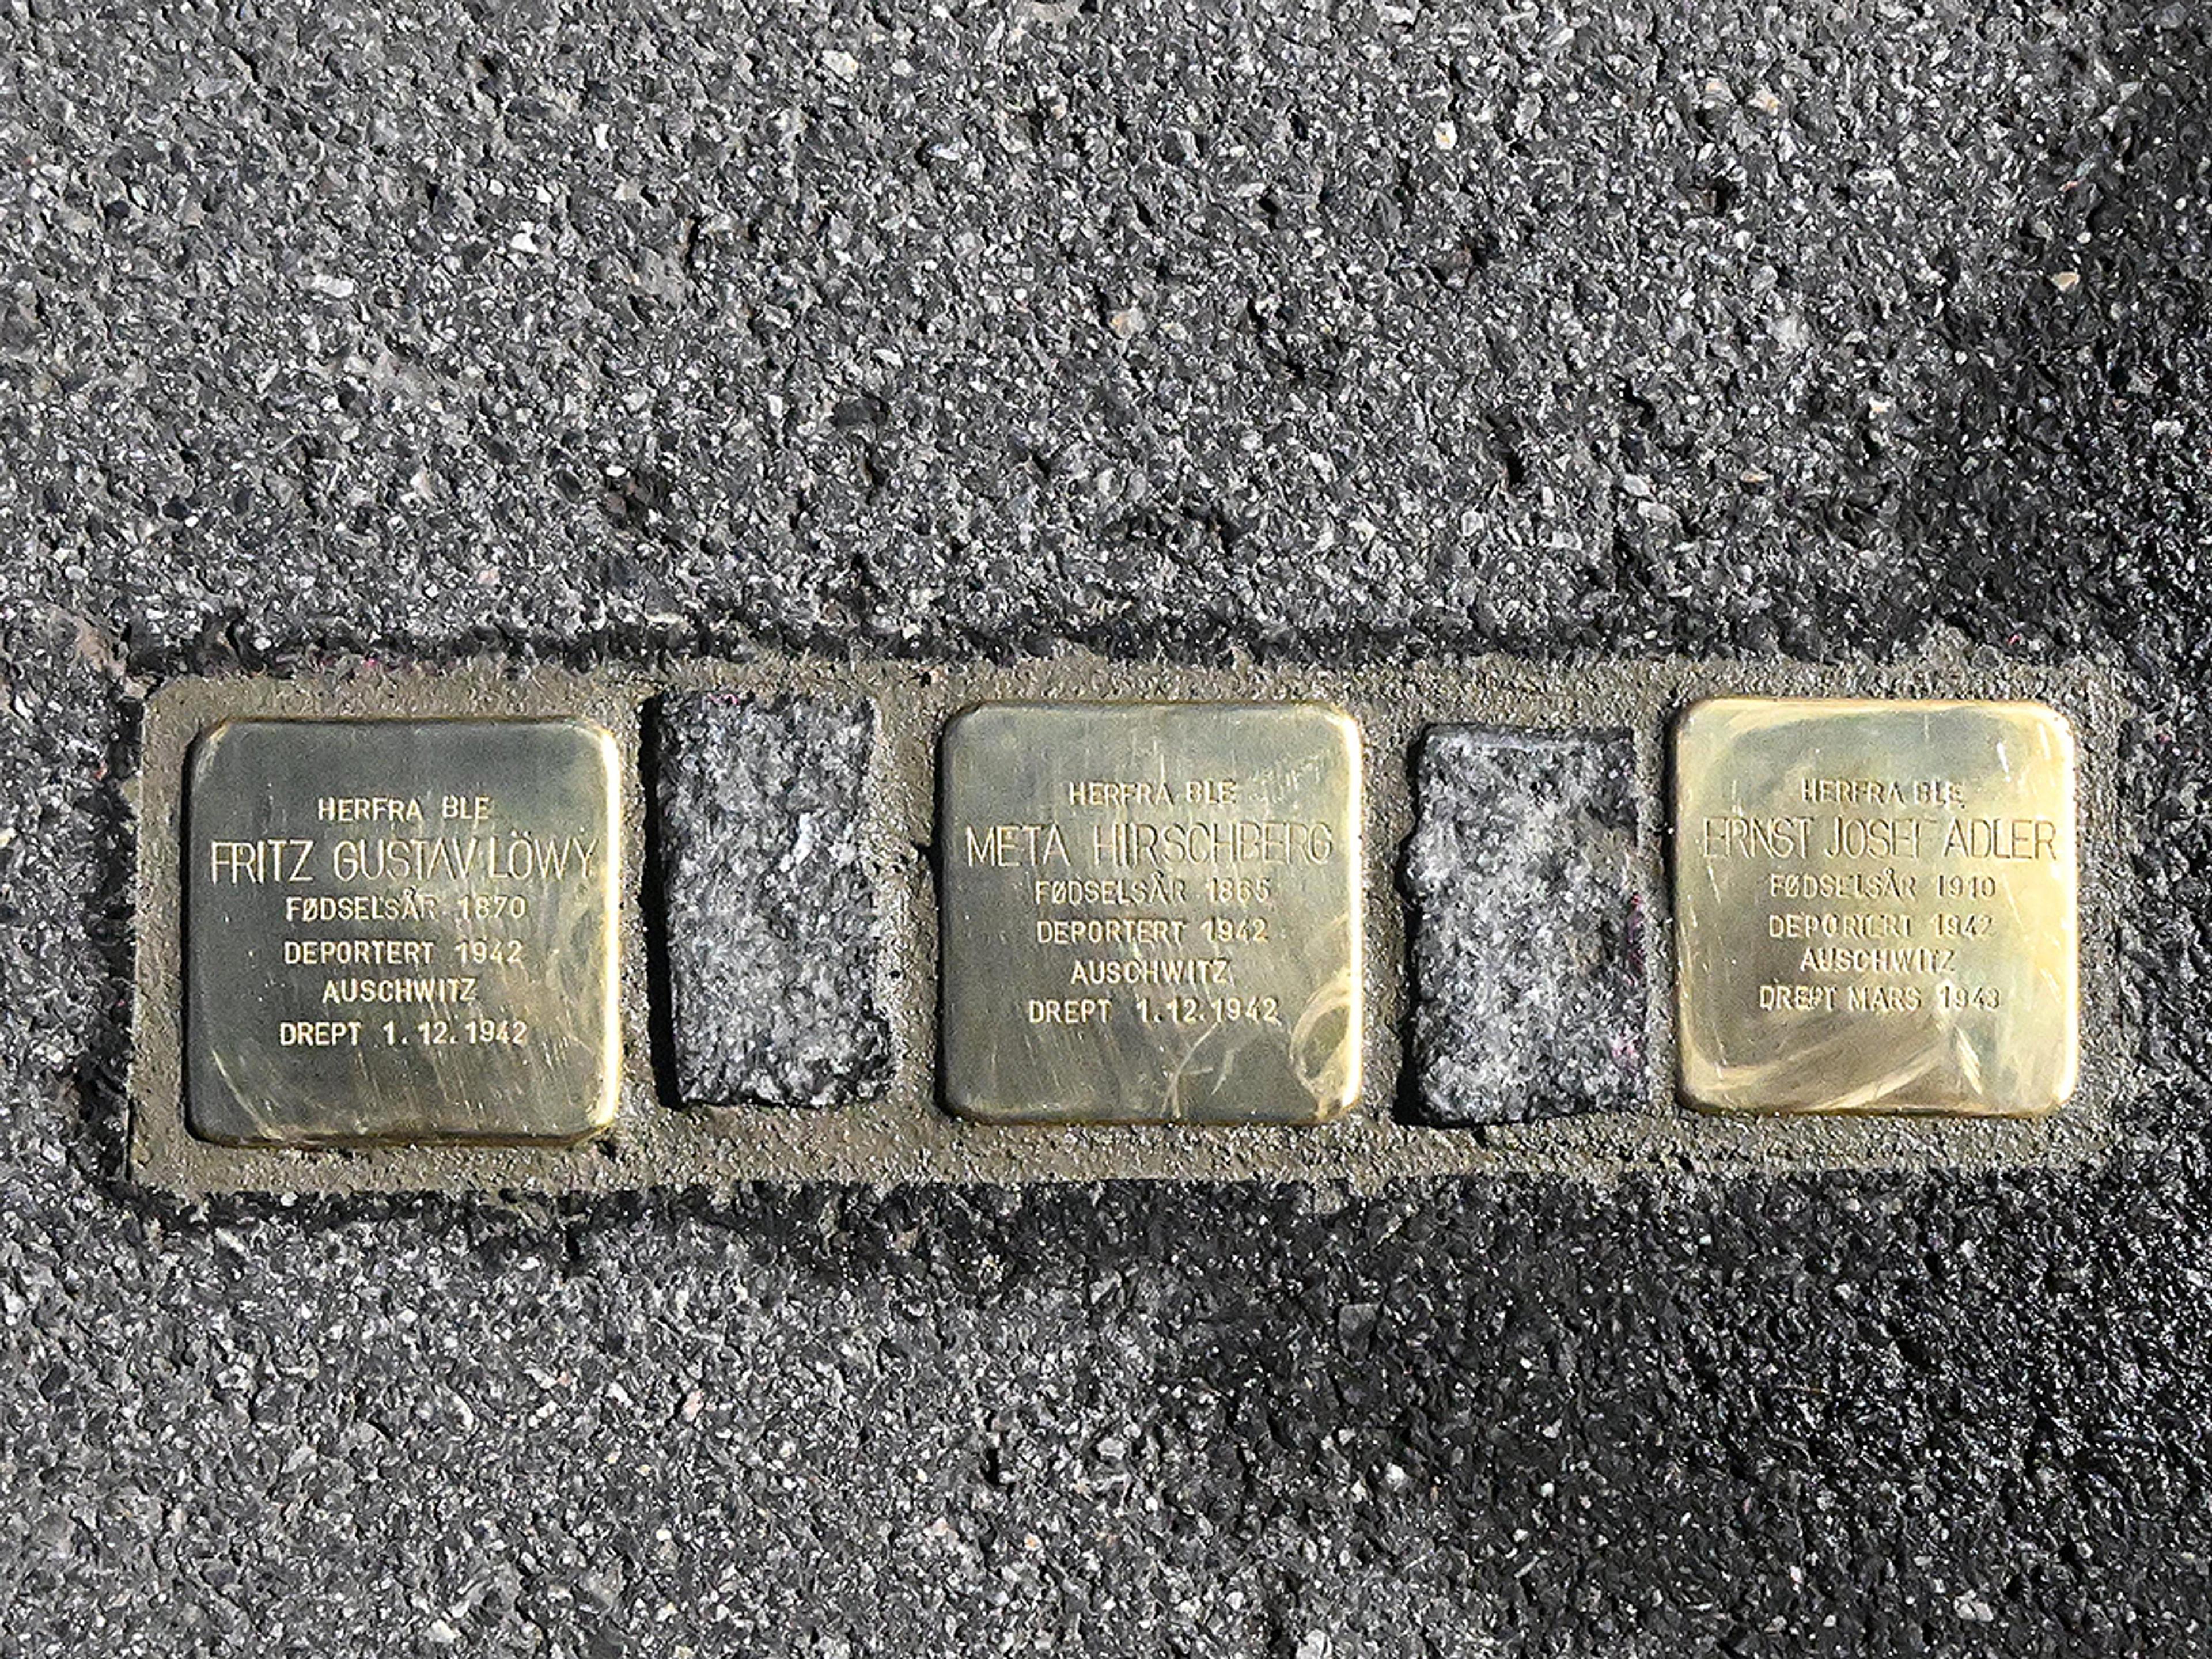 HERFRA BLE
FRITZ GUSTAV LÖWY
FØDSELSÅR 1870
DEPORTERT 1942
AUSCHWITZ
DREPT 1.12.1942
HERFRA BLE
META HIRSCHBERG
FØDSELSÅR 1865
DEPORTERT 1942
AUSCHWITZ
DREPT 1.12.1942
HERFRA BLE
ERNST JOSEF ADLER
FØDSELSÅR 1910
DEPORTERT 1942
AUSCHWITZ
DREPT MARS 1943